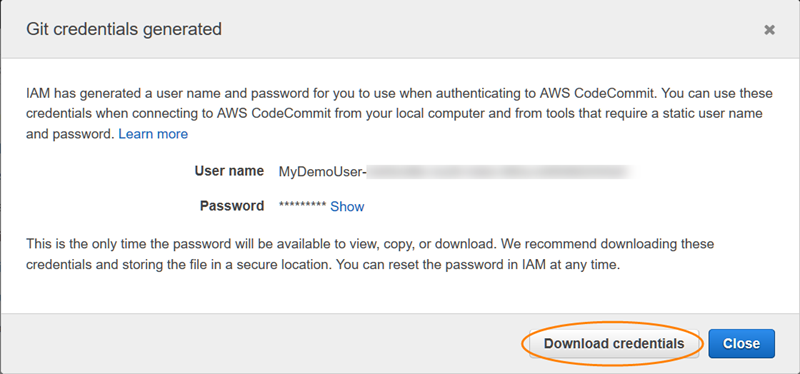 Git credentials generated
IAM has generated a user name and password for you to use when authenticating to AWS CodeCommit. You can use these
credentials when connecting to AWS CodeCommit from your local computer and from tools that require a static user name
and password. Learn more
User name MyDemoUser-
Password ********* Show
This is the only time the password will be available to view, copy, or download. We recommend downloading these
credentials and storing the file in a secure location. You can reset the password in IAM at any time.
Download credentials Close